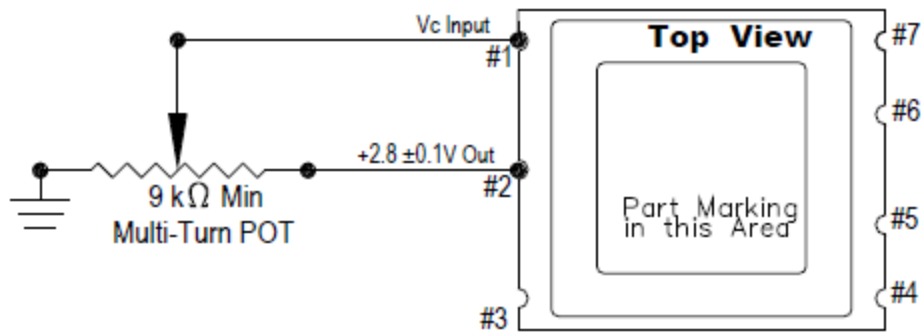 Vc Input
Top View
#7
#1
#6
+2.8 ±0.1V Out
#2
9 kΩ Min
Multi-Turn POT
Part Marking
in this Area
#5
#4
#3